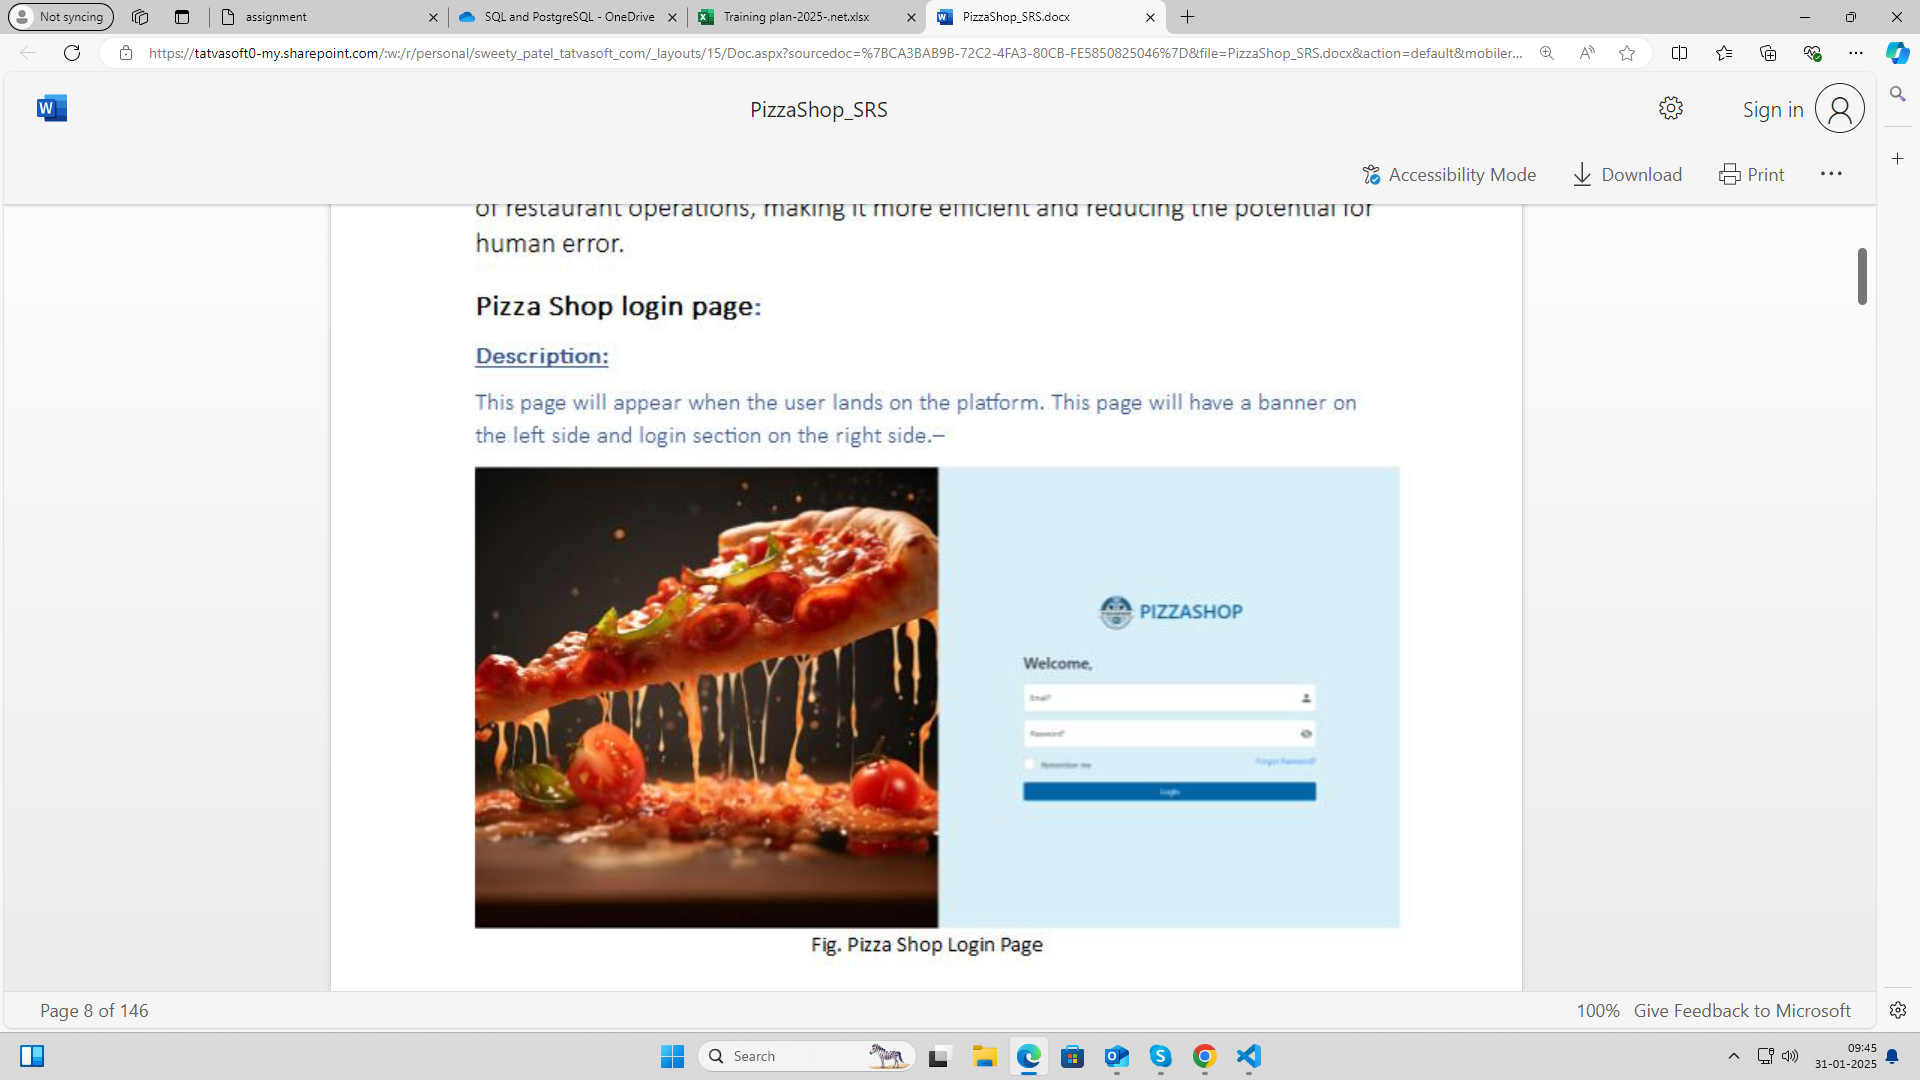 Not syncing
assignment
SQL and PostgreSQL - OneDrive
Training plan-2025-.net.xlsx
PizzaShop_SRS.docx
https://tatvasoft0-my.sharepoint.com/:w:/r/personal/sweety_patel_tatvasoft_com/_layouts/15/Doc.aspx?sourcedoc=%7BCA3BAB9B-72C2-4FA3-80CB-FE5850825046%7D&file=PizzaShop_SRS.docx&action=default&mobiler...
W
PizzaShop_SRS
Sign in
Accessibility Mode
Download
Print
of restaurant operations, making it more efficient and reducing the potential for
human error.
Pizza Shop login page:
Description:
This page will appear when the user lands on the platform. This page will have a banner on
the left side and login section on the right side.–
PIZZASHOP
Welcome,
Email*
Password*
Remember me
Forgot Password?
Login
Fig. Pizza Shop Login Page
Page 8 of 146
100%
Give Feedback to Microsoft
Search
09:45
31-01-2025